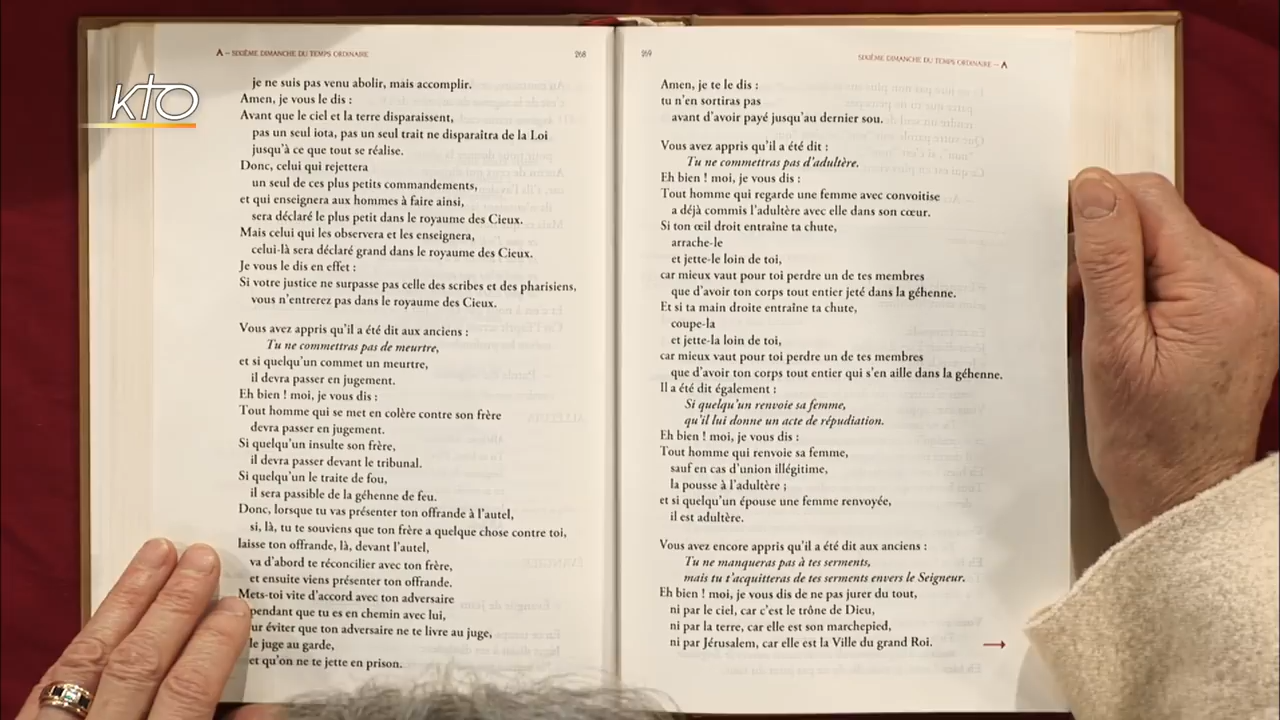 kto
A – SIXIÈME DIMANCHE DU TEMPS ORDINAIRE
268
je ne suis pas venu abolir, mais accomplir.
Amen, je vous le dis :
Avant que le ciel et la terre disparaissent,
pas un seul iota, pas un seul trait ne disparaîtra de la Loi
jusqu'à ce que tout se réalise.
Donc, celui qui rejettera
un seul de ces plus petits commandements,
et qui enseignera aux hommes à faire ainsi,
sera déclaré le plus petit dans le royaume des Cieux.
Mais celui qui les observera et les enseignera,
celui-là sera déclaré grand dans le royaume des Cieux.
Je vous le dis en effet :
Si votre justice ne surpasse pas celle des scribes et des pharisiens,
vous n'entrerez pas dans le royaume des Cieux.
Vous avez appris qu'il a été dit aux anciens :
Tu ne commettras pas de meurtre,
et si quelqu'un commet un meurtre,
il devra passer en jugement.
Eh bien ! moi, je vous dis :
Tout homme qui se met en colère contre son frère
devra passer en jugement.
Si quelqu'un insulte son frère,
il devra passer devant le tribunal.
Si quelqu'un le traite de fou,
il sera passible de la géhenne de feu.
Donc, lorsque tu vas présenter ton offrande à l'autel,
si, là, tu te souviens que ton frère a quelque chose contre toi,
laisse ton offrande, là, devant l'autel,
va d'abord te réconcilier avec ton frère,
et ensuite viens présenter ton offrande.
Mets-toi vite d'accord avec ton adversaire
pendant que tu es en chemin avec lui,
ur éviter que ton adversaire ne te livre au juge,
le juge au garde,
et qu'on ne te jette en prison.
269
SIXIÈME DIMANCHE DU TEMPS ORDINAIRE – A
Amen, je te le dis :
tu n'en sortiras pas
avant d'avoir payé jusqu'au dernier sou.
Vous avez appris qu'il a été dit :
Tu ne commettras pas d'adultère.
Eh bien ! moi, je vous dis :
Tout homme qui regarde une femme avec convoitise
a déjà commis l'adultère avec elle dans son cœur.
Si ton œil droit entraîne ta chute,
arrache-le
et jette-le loin de toi,
car mieux vaut pour toi perdre un de tes membres
que d'avoir ton corps tout entier jeté dans la géhenne.
Et si ta main droite entraîne ta chute,
coupe-la
et jette-la loin de toi,
car mieux vaut pour toi perdre un de tes membres
que d'avoir ton corps tout entier qui s'en aille dans la géhenne.
Il a été dit également :
Si quelqu'un renvoie sa femme,
qu'il lui donne un acte de répudiation.
Eh bien ! moi, je vous dis :
Tout homme qui renvoie sa femme,
sauf en cas d'union illégitime,
la pousse à l'adultère ;
et si quelqu'un épouse une femme renvoyée,
il est adultère.
Vous avez encore appris qu'il a été dit aux anciens :
Tu ne manqueras pas à tes serments,
mais tu t'acquitteras de tes serments envers le Seigneur.
Eh bien ! moi, je vous dis de ne pas jurer du tout,
ni par le ciel, car c'est le trône de Dieu,
ni par la terre, car elle est son marchepied,
ni par Jérusalem, car elle est la Ville du grand Roi.